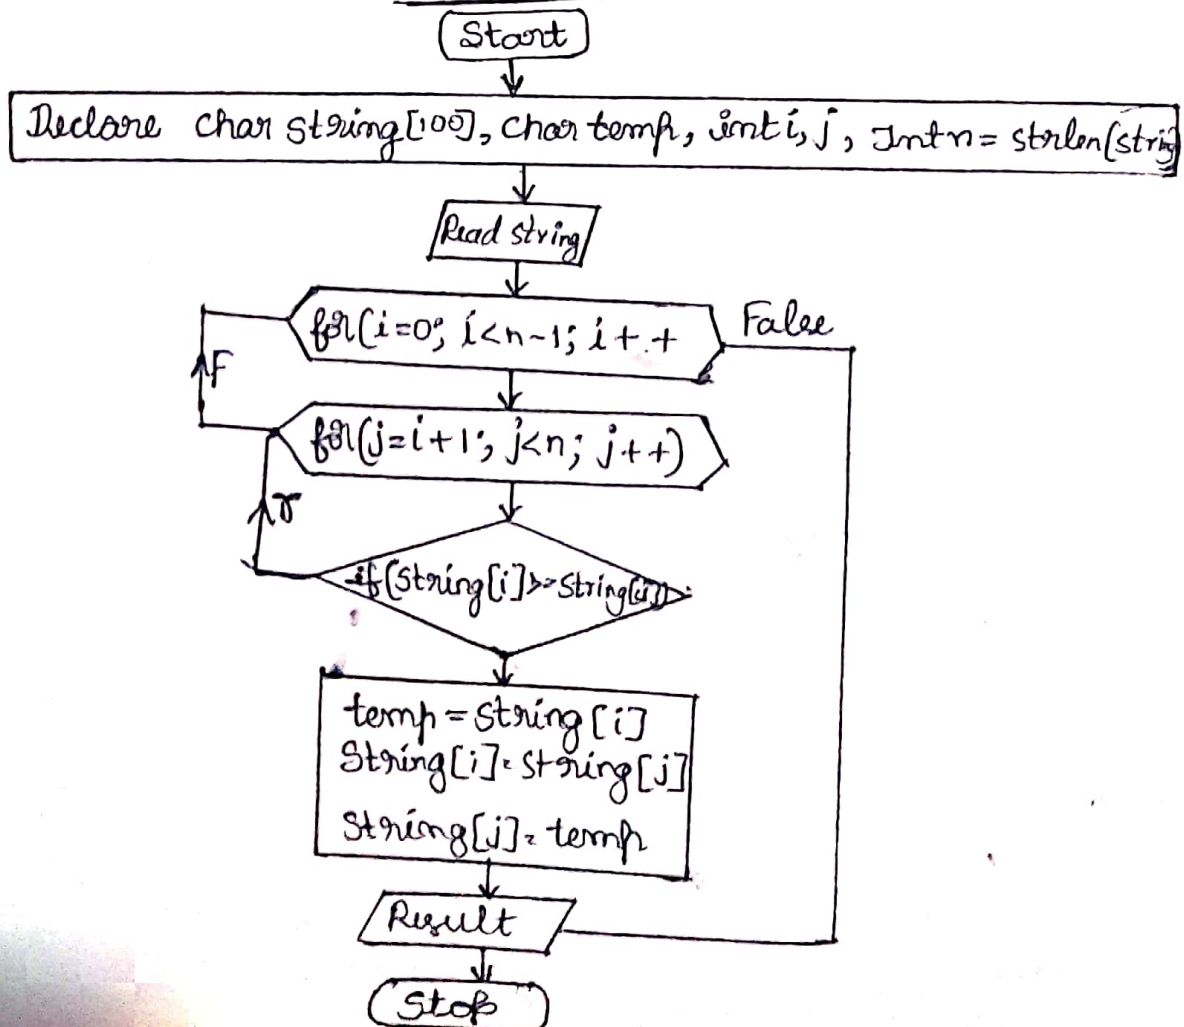 Start
Declare char string[100], char temp, int i, j, Int n = strlen(string
Read string
for(i=0; i<n-1; i++
False
F
for(j=i+1; j<n; j++)
if(String[i]>=String[j])
temp = string[i]
String[i]=string[j]
String[j]=temp
Result
Stop